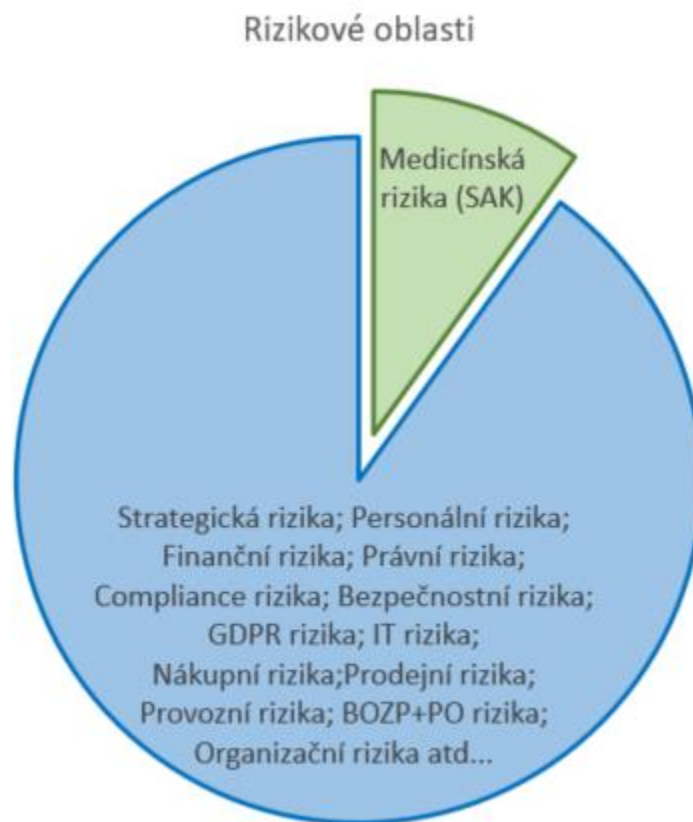 Rizikové oblasti
Medicínská
rizika (SAK)
Strategická rizika; Personální rizika;
Finanční rizika; Právní rizika;
Compliance rizika; Bezpečnostní rizika;
GDPR rizika; IT rizika;
Nákupní rizika;Prodejní rizika;
Provozní rizika; BOZP+PO rizika;
Organizační rizika atd...